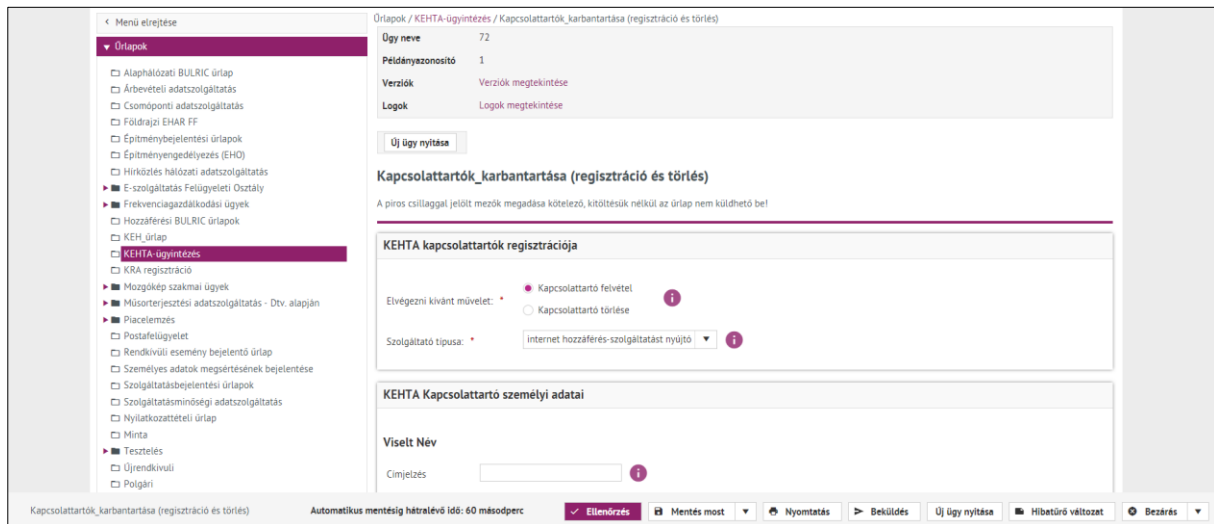 Menü elrejtése
Űrlapok
Alaphálózati BULRIC űrlap
Árbevételi adatszolgáltatás
Csomóponti adatszolgáltatás
Földrajzi EHAR FF
Építménybejelentési űrlapok
Építményengedélyezés (EHO)
Hírközlés hálózati adatszolgáltatás
E-szolgáltatás Felügyeleti Osztály
Frekvenciagazdálkodási ügyek
Hozzáférési BULRIC űrlapok
KEH_űrlap
KEHTA-ügyintézés
KRA regisztráció
Mozgókép szakmai ügyek
Műsorterjesztési adatszolgáltatás - Dtv. alapján
Piacelemzés
Postafelügyelet
Rendkívüli esemény bejelentő űrlap
Személyes adatok megsértésének bejelentése
Szolgáltatásbejelentési űrlapok
Szolgáltatásminőségi adatszolgáltatás
Nyilatkozattételi űrlap
Minta
Tesztelés
Újrendkivuli
Polgári
Űrlapok / KEHTA-ügyintézés / Kapcsolattartók_karbantartása (regisztráció és törlés)
Ügy neve 72
Példányazonosító 1
Verziók Verziók megtekintése
Logok Logok megtekintése
Új ügy nyitása
Kapcsolattartók_karbantartása (regisztráció és törlés)
A piros csillaggal jelölt mezők megadása kötelező, kitöltésük nélkül az űrlap nem küldhető be!
KEHTA kapcsolattartók regisztrációja
Elvégezni kívánt művelet: * Kapcsolattartó felvétel
Kapcsolattartó törlése
Szolgáltató típusa: * internet hozzáférés-szolgáltatást nyújtó
KEHTA Kapcsolattartó személyi adatai
Viselt Név
Címjelzés
Kapcsolattartók_karbantartása (regisztráció és törlés) Automatikus mentésig hátralévő idő: 60 másodperc Ellenőrzés Mentés most Nyomtatás Beküldés Új ügy nyitása Hibatűrő változat Bezárás